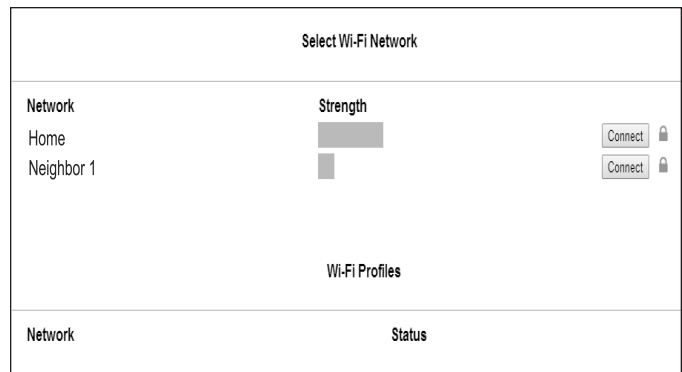 Select Wi-Fi Network
Network Strength
Home Connect
Neighbor 1 Connect
Wi-Fi Profiles
Network Status